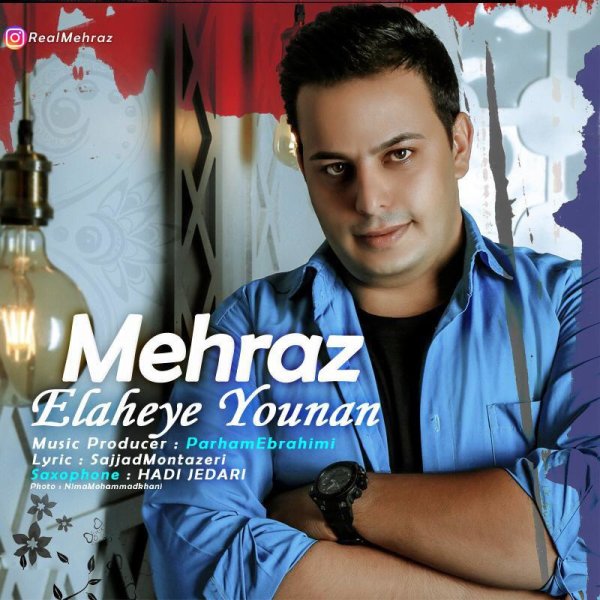 RealMehraz
Mehraz
Elaheye Younan
Music Producer : ParhamEbrahimi
Lyric : SajjadMontazeri
Saxophone : HADI JEDARI
Photo : NimaMohammadkhani